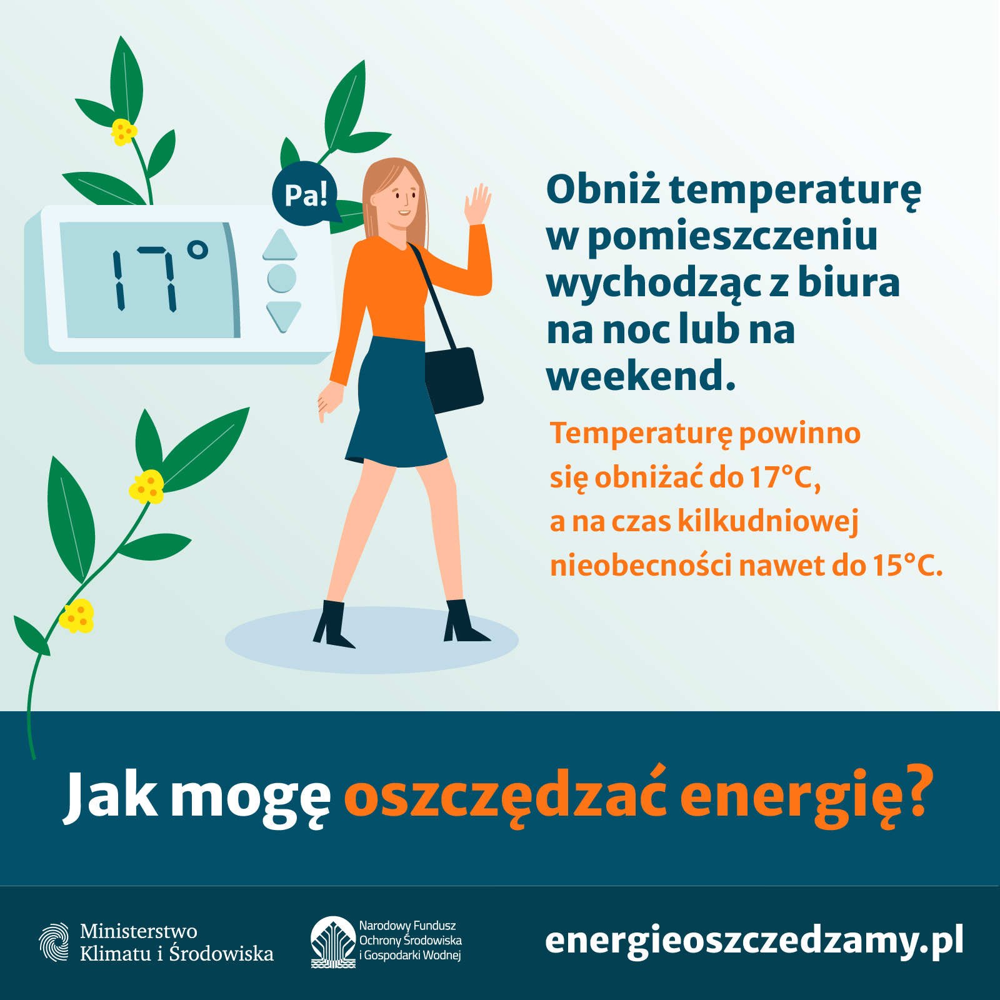 17°
Pa!
Obniż temperaturę
w pomieszczeniu
wychodząc z biura
na noc lub na
weekend.
Temperaturę powinno
się obniżać do 17°C,
a na czas kilkudniowej
nieobecności nawet do 15°C.
Jak mogę oszczędzać energię?
Ministerstwo
Klimatu i Środowiska
Narodowy Fundusz
Ochrony Środowiska
i Gospodarki Wodnej
energieoszczedzamy.pl